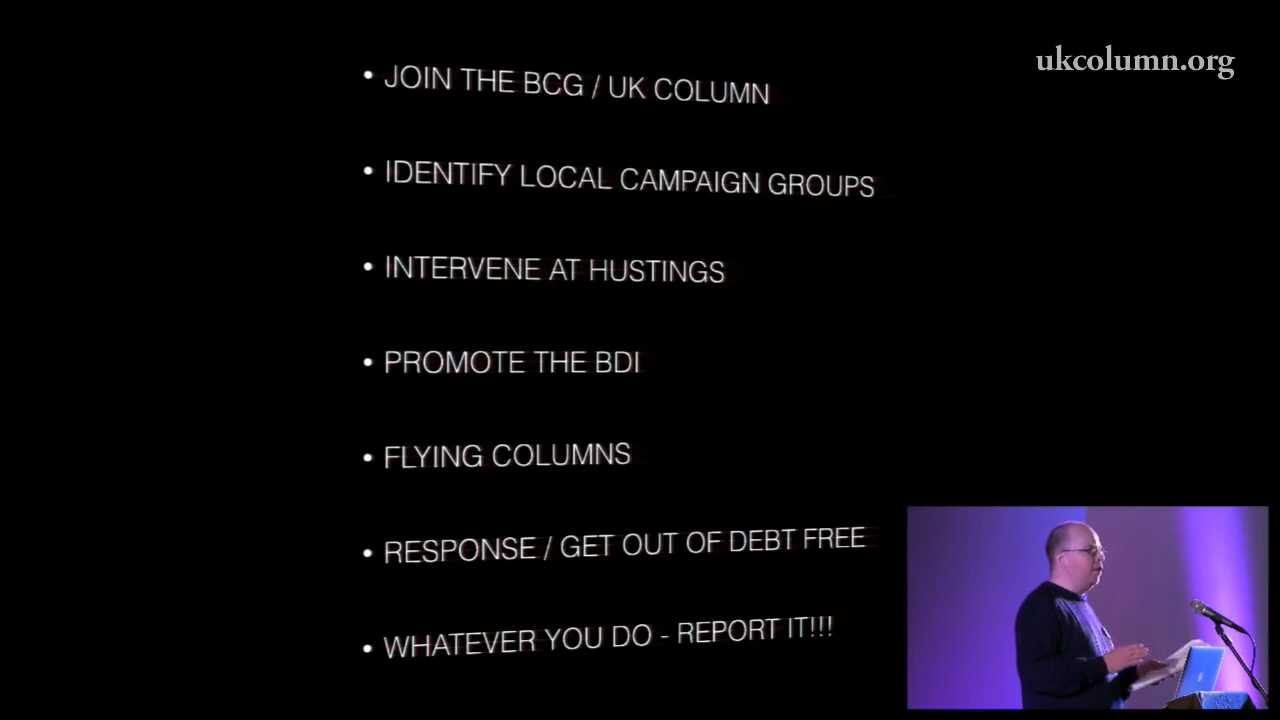 ukcolumn.org
• JOIN THE BCG / UK COLUMN
• IDENTIFY LOCAL CAMPAIGN GROUPS
• INTERVENE AT HUSTINGS
• PROMOTE THE BDI
• FLYING COLUMNS
• RESPONSE / GET OUT OF DEBT FREE
• WHATEVER YOU DO - REPORT IT!!!